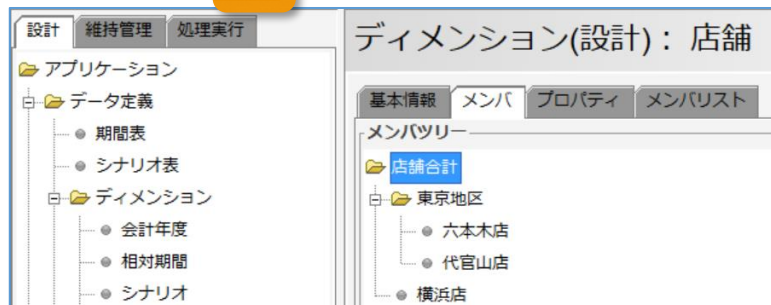 設計 維持管理 処理実行
アプリケーション
データ定義
期間表
シナリオ表
ディメンション
会計年度
相対期間
シナリオ
ディメンション(設計)： 店舗
基本情報 メンバ プロパティ メンバリスト
メンバツリー
店舗合計
東京地区
六本木店
代官山店
横浜店